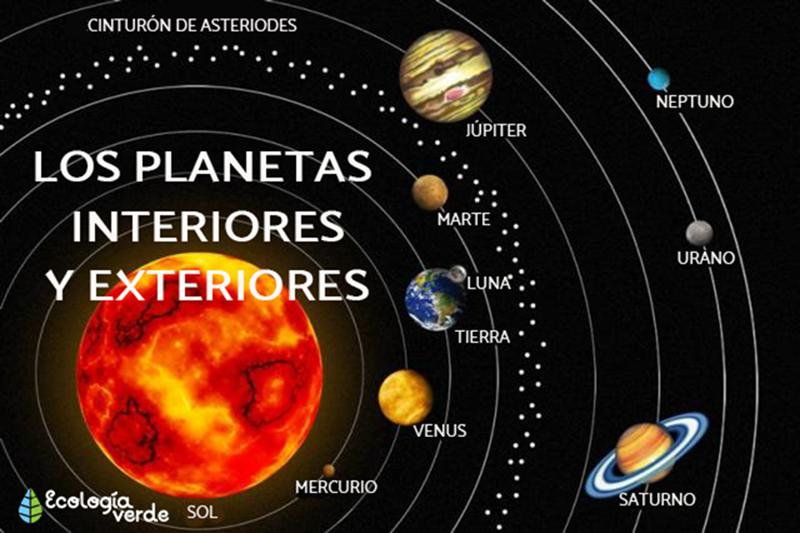 CINTURÓN DE ASTERIODES
LOS PLANETAS
INTERIORES
Y EXTERIORES
JÚPITER
NEPTUNO
MARTE
URANO
LUNA
TIERRA
VENUS
MERCURIO
SATURNO
Ecología
verde
SOL